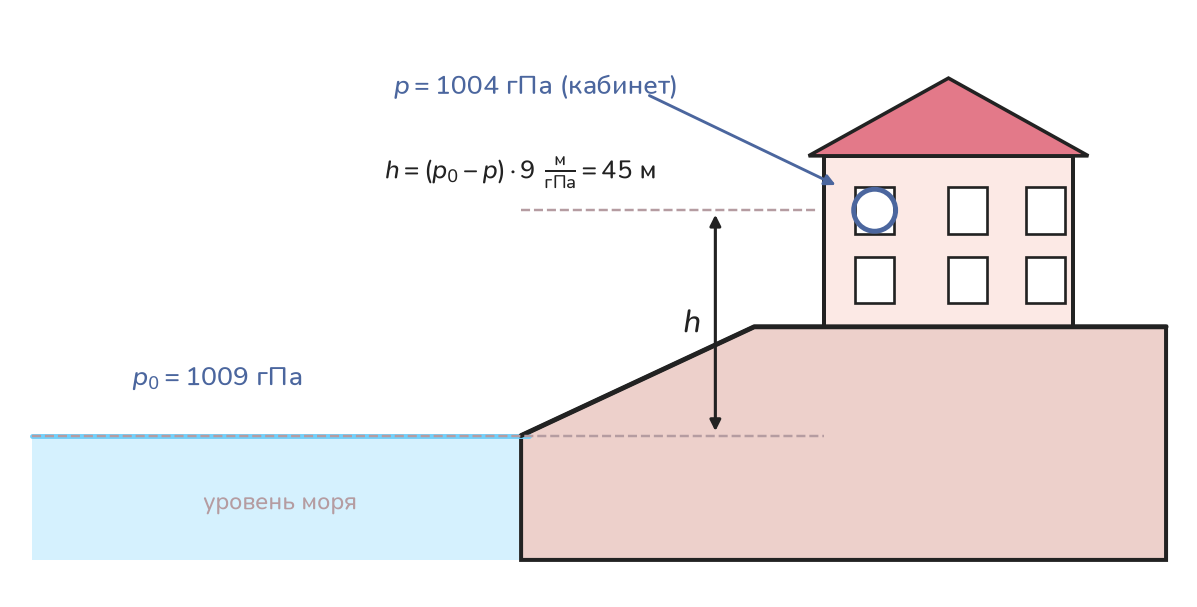 p = 1004 гПа (кабинет)
h = (p₀ − p) · 9 м/гПа = 45 м
h
p₀ = 1009 гПа
уровень моря